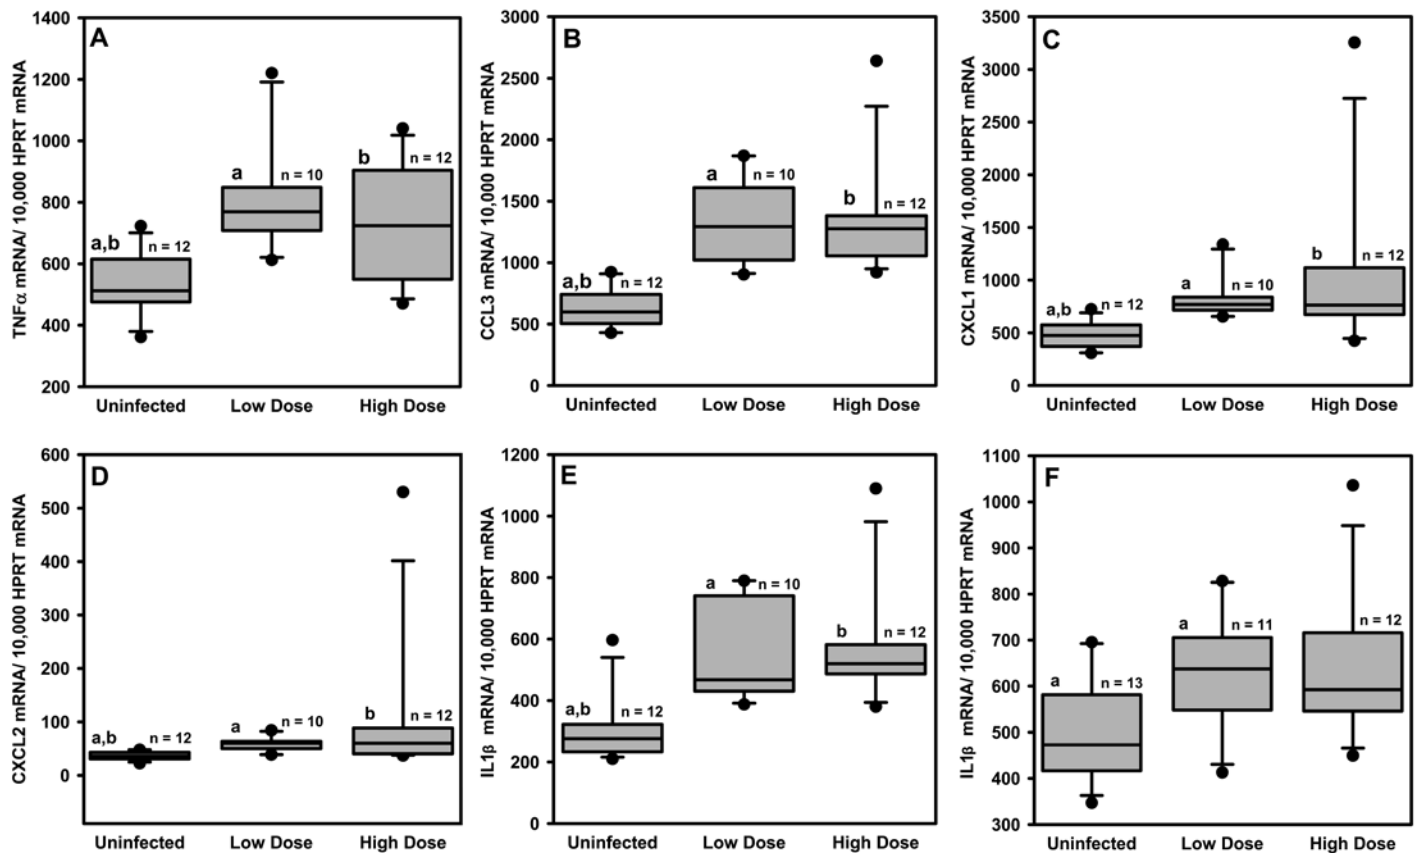 A
TNFα mRNA/ 10,000 HPRT mRNA
1400
1200
1000
800
600
400
200
a,b
n = 12
a
n = 10
b
n = 12
Uninfected
Low Dose
High Dose
B
CCL3 mRNA/ 10,000 HPRT mRNA
3000
2500
2000
1500
1000
500
0
a,b
n = 12
a
n = 10
b
n = 12
Uninfected
Low Dose
High Dose
C
CXCL1 mRNA/ 10,000 HPRT mRNA
3500
3000
2500
2000
1500
1000
500
0
a,b
n = 12
a
n = 10
b
n = 12
Uninfected
Low Dose
High Dose
D
CXCL2 mRNA/ 10,000 HPRT mRNA
600
500
400
300
200
100
0
a,b
n = 12
a
n = 10
b
n = 12
Uninfected
Low Dose
High Dose
E
IL1β mRNA/ 10,000 HPRT mRNA
1200
1000
800
600
400
200
0
a,b
n = 12
a
n = 10
b
n = 12
Uninfected
Low Dose
High Dose
F
IL1β mRNA/ 10,000 HPRT mRNA
1100
1000
900
800
700
600
500
400
300
a
n = 13
a
n = 11
n = 12
Uninfected
Low Dose
High Dose